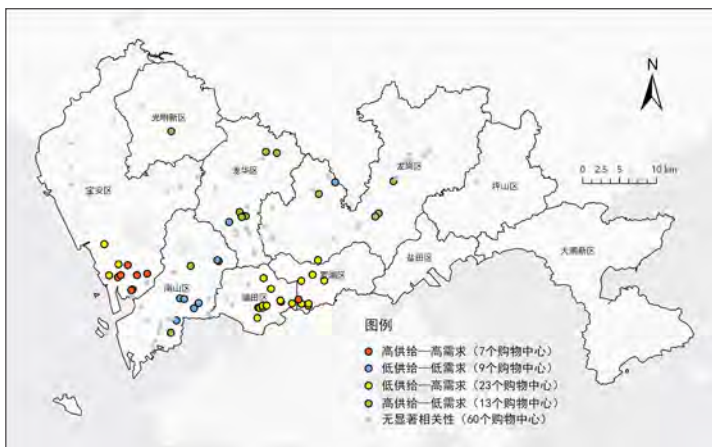 N
光明新区
宝安区
龙华区
龙岗区
坪山区
0 2.5 5 10 km
大鹏新区
盐田区
罗湖区
南山区
福田区
图例
高供给—高需求（7个购物中心）
低供给—低需求（9个购物中心）
低供给—高需求（23个购物中心）
高供给—低需求（13个购物中心）
无显著相关性（60个购物中心）